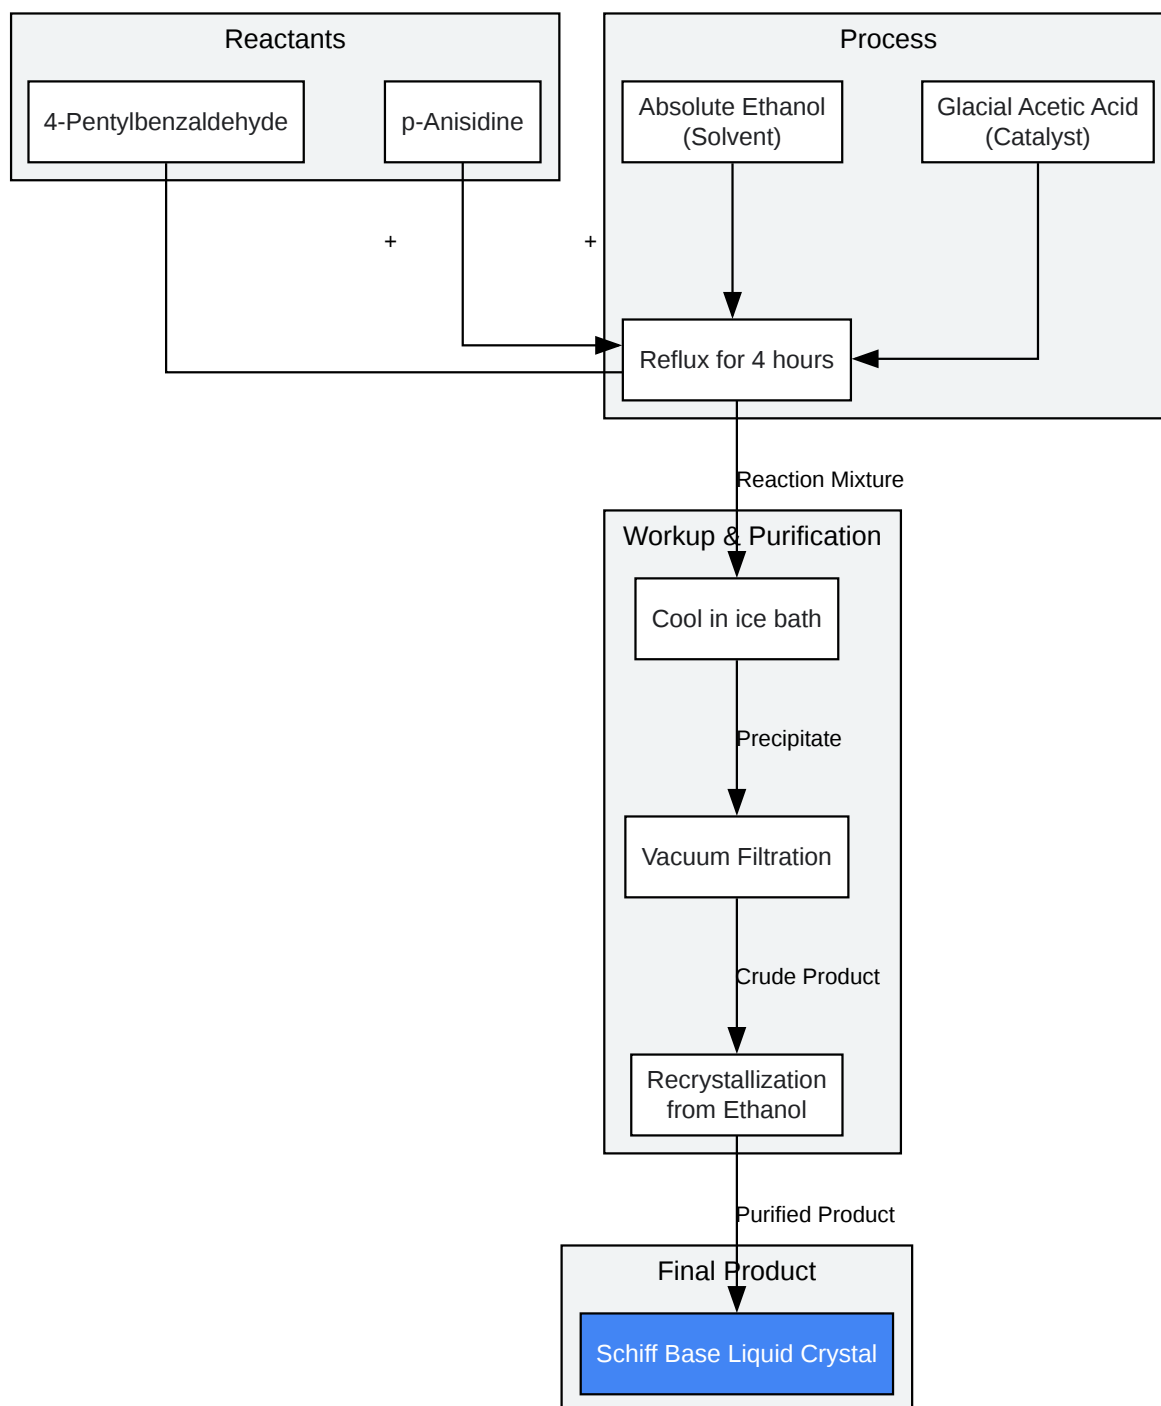 Reactants
Process
4-Pentylbenzaldehyde
p-Anisidine
Absolute Ethanol
(Solvent)
Glacial Acetic Acid
(Catalyst)
+
+
Reflux for 4 hours
Reaction Mixture
Workup & Purification
Cool in ice bath
Precipitate
Vacuum Filtration
Crude Product
Recrystallization
from Ethanol
Purified Product
Final Product
Schiff Base Liquid Crystal